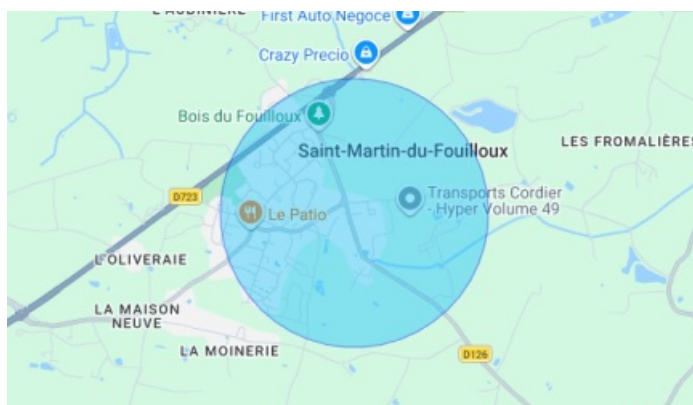 L'AUBINIÈRE
First Auto Negoce
Crazy Precio
Bois du Fouilloux
Saint-Martin-du-Fouilloux
LES FROMALIÈRES
D723
Transports Cordier
- Hyper Volume 49
Le Patio
L'OLIVERAIE
LA MAISON
NEUVE
LA MOINERIE
D126